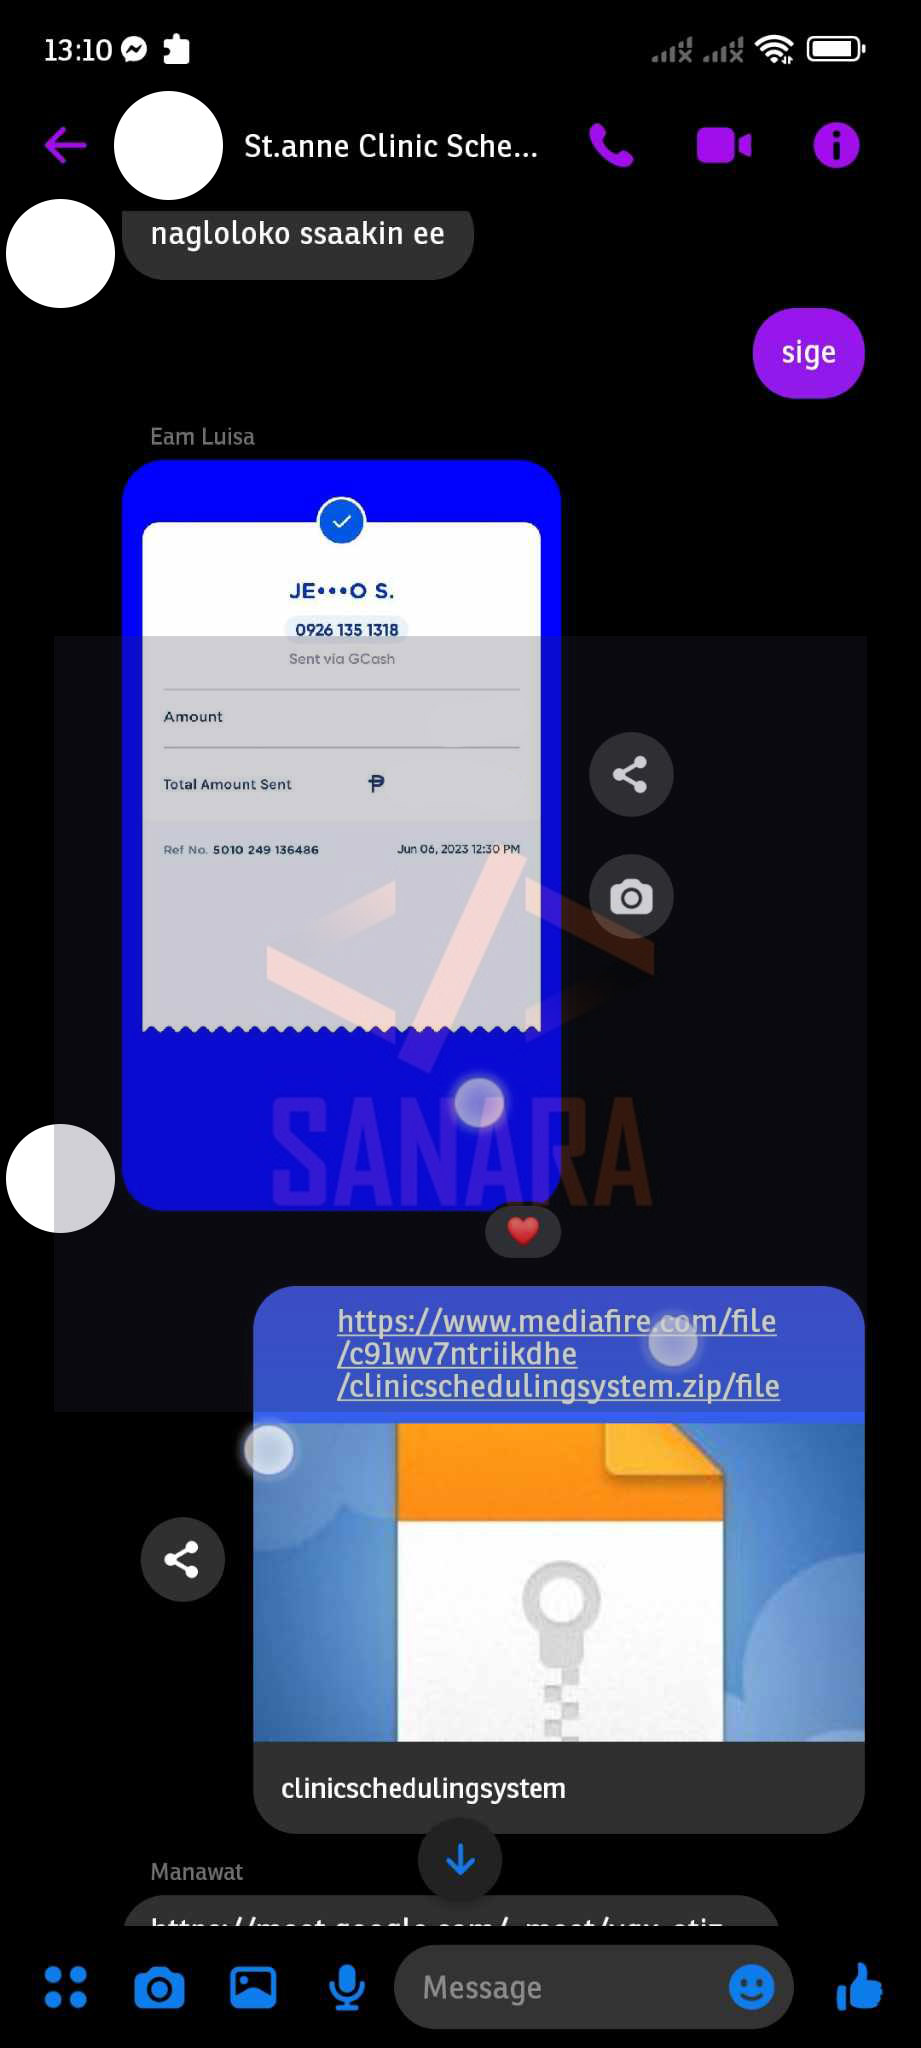 13:10
St.anne Clinic Sche...
nagloloko ssaakin ee
sige
Eam Luisa
JE•••O S.
0926 135 1318
Sent via GCash
Amount
Total Amount Sent ₱
Ref No. 5010 249 136486 Jun 06, 2023 12:30 PM
</>
SANARA
https://www.mediafire.com/file
/c91wv7ntriikdhe
/clinicschedulingsystem.zip/file
clinicschedulingsystem
Manawat
Message